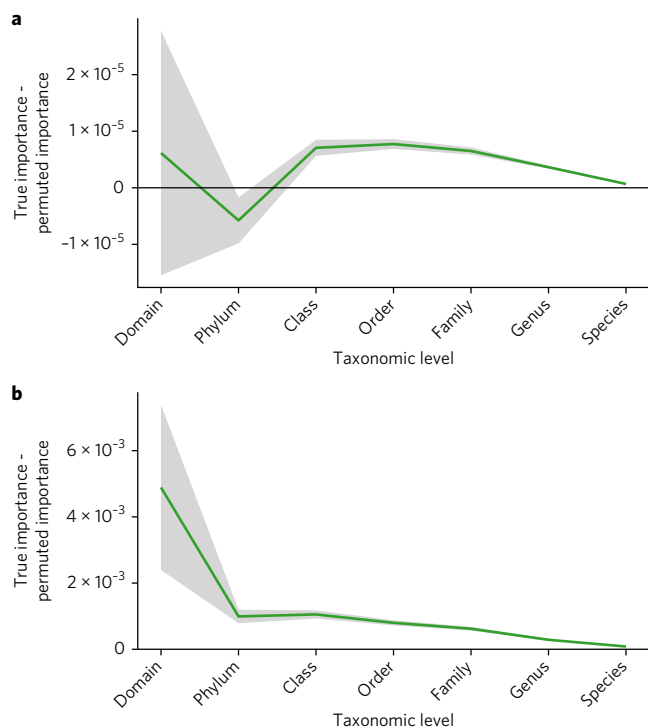 a
True importance -
permuted importance
2 × 10⁻⁵
1 × 10⁻⁵
0
-1 × 10⁻⁵
Domain
Phylum
Class
Order
Family
Genus
Species
Taxonomic level
b
True importance -
permuted importance
6 × 10⁻³
4 × 10⁻³
2 × 10⁻³
0
Domain
Phylum
Class
Order
Family
Genus
Species
Taxonomic level